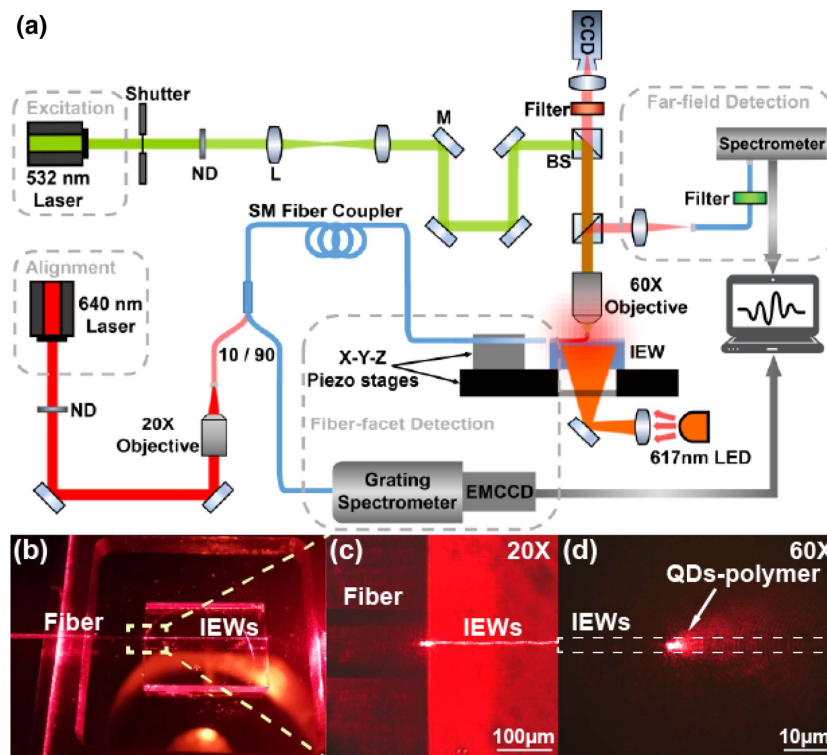 (a)
CCD
Excitation
Shutter
Filter
Far-field Detection
M
BS
Spectrometer
532 nm
Laser
ND
L
Filter
SM Fiber Coupler
Alignment
640 nm
Laser
60X
Objective
10 / 90
X-Y-Z
Piezo stages
IEW
ND
20X
Objective
Fiber-facet Detection
617nm LED
Grating
Spectrometer
EMCCD
(b)
Fiber
IEWs
(c)
20X
Fiber
IEWs
100μm
(d)
60X
QDs-polymer
IEWs
10μm